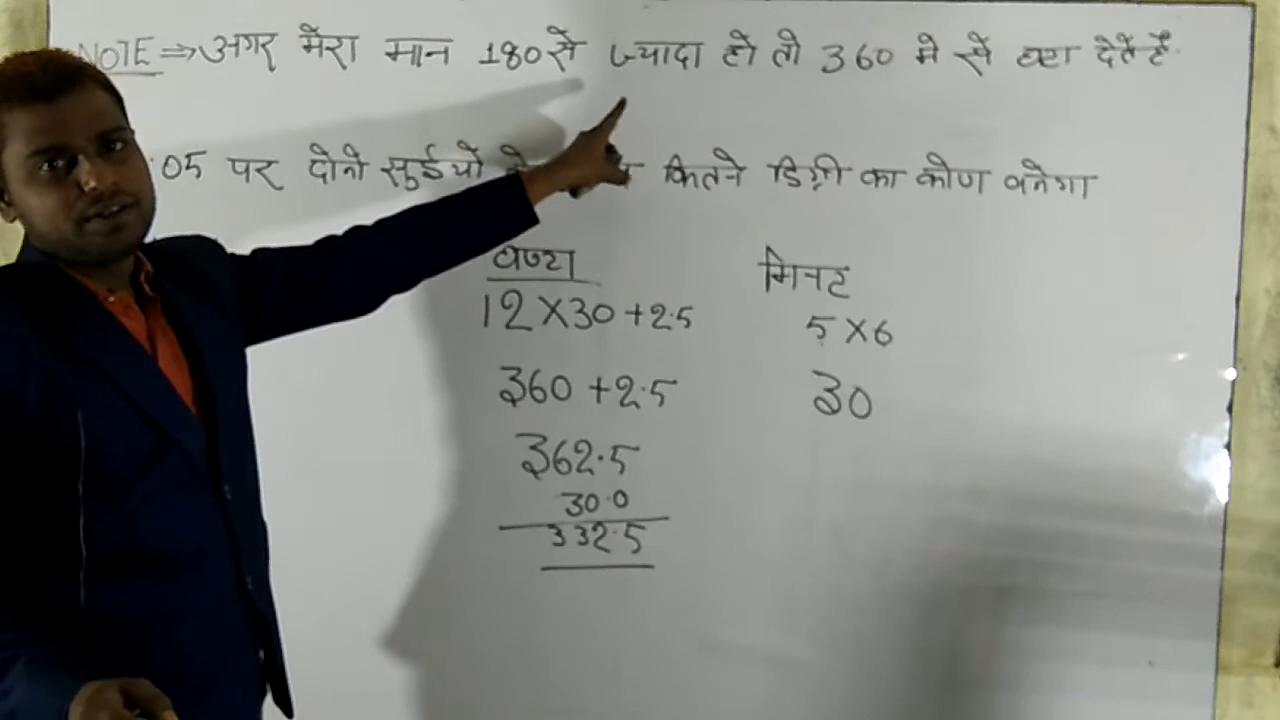 NOTE ⇒ अगर मेरा मान 180 से ज्यादा हो तो 360 मे से घटा देते है.
:05 पर दोनो सुईयो के कितने डिग्री का कोण बनेगा
घण्टा मिनट
12×30+2.5 5×6
360+2.5 30
362.5
30.0
332.5